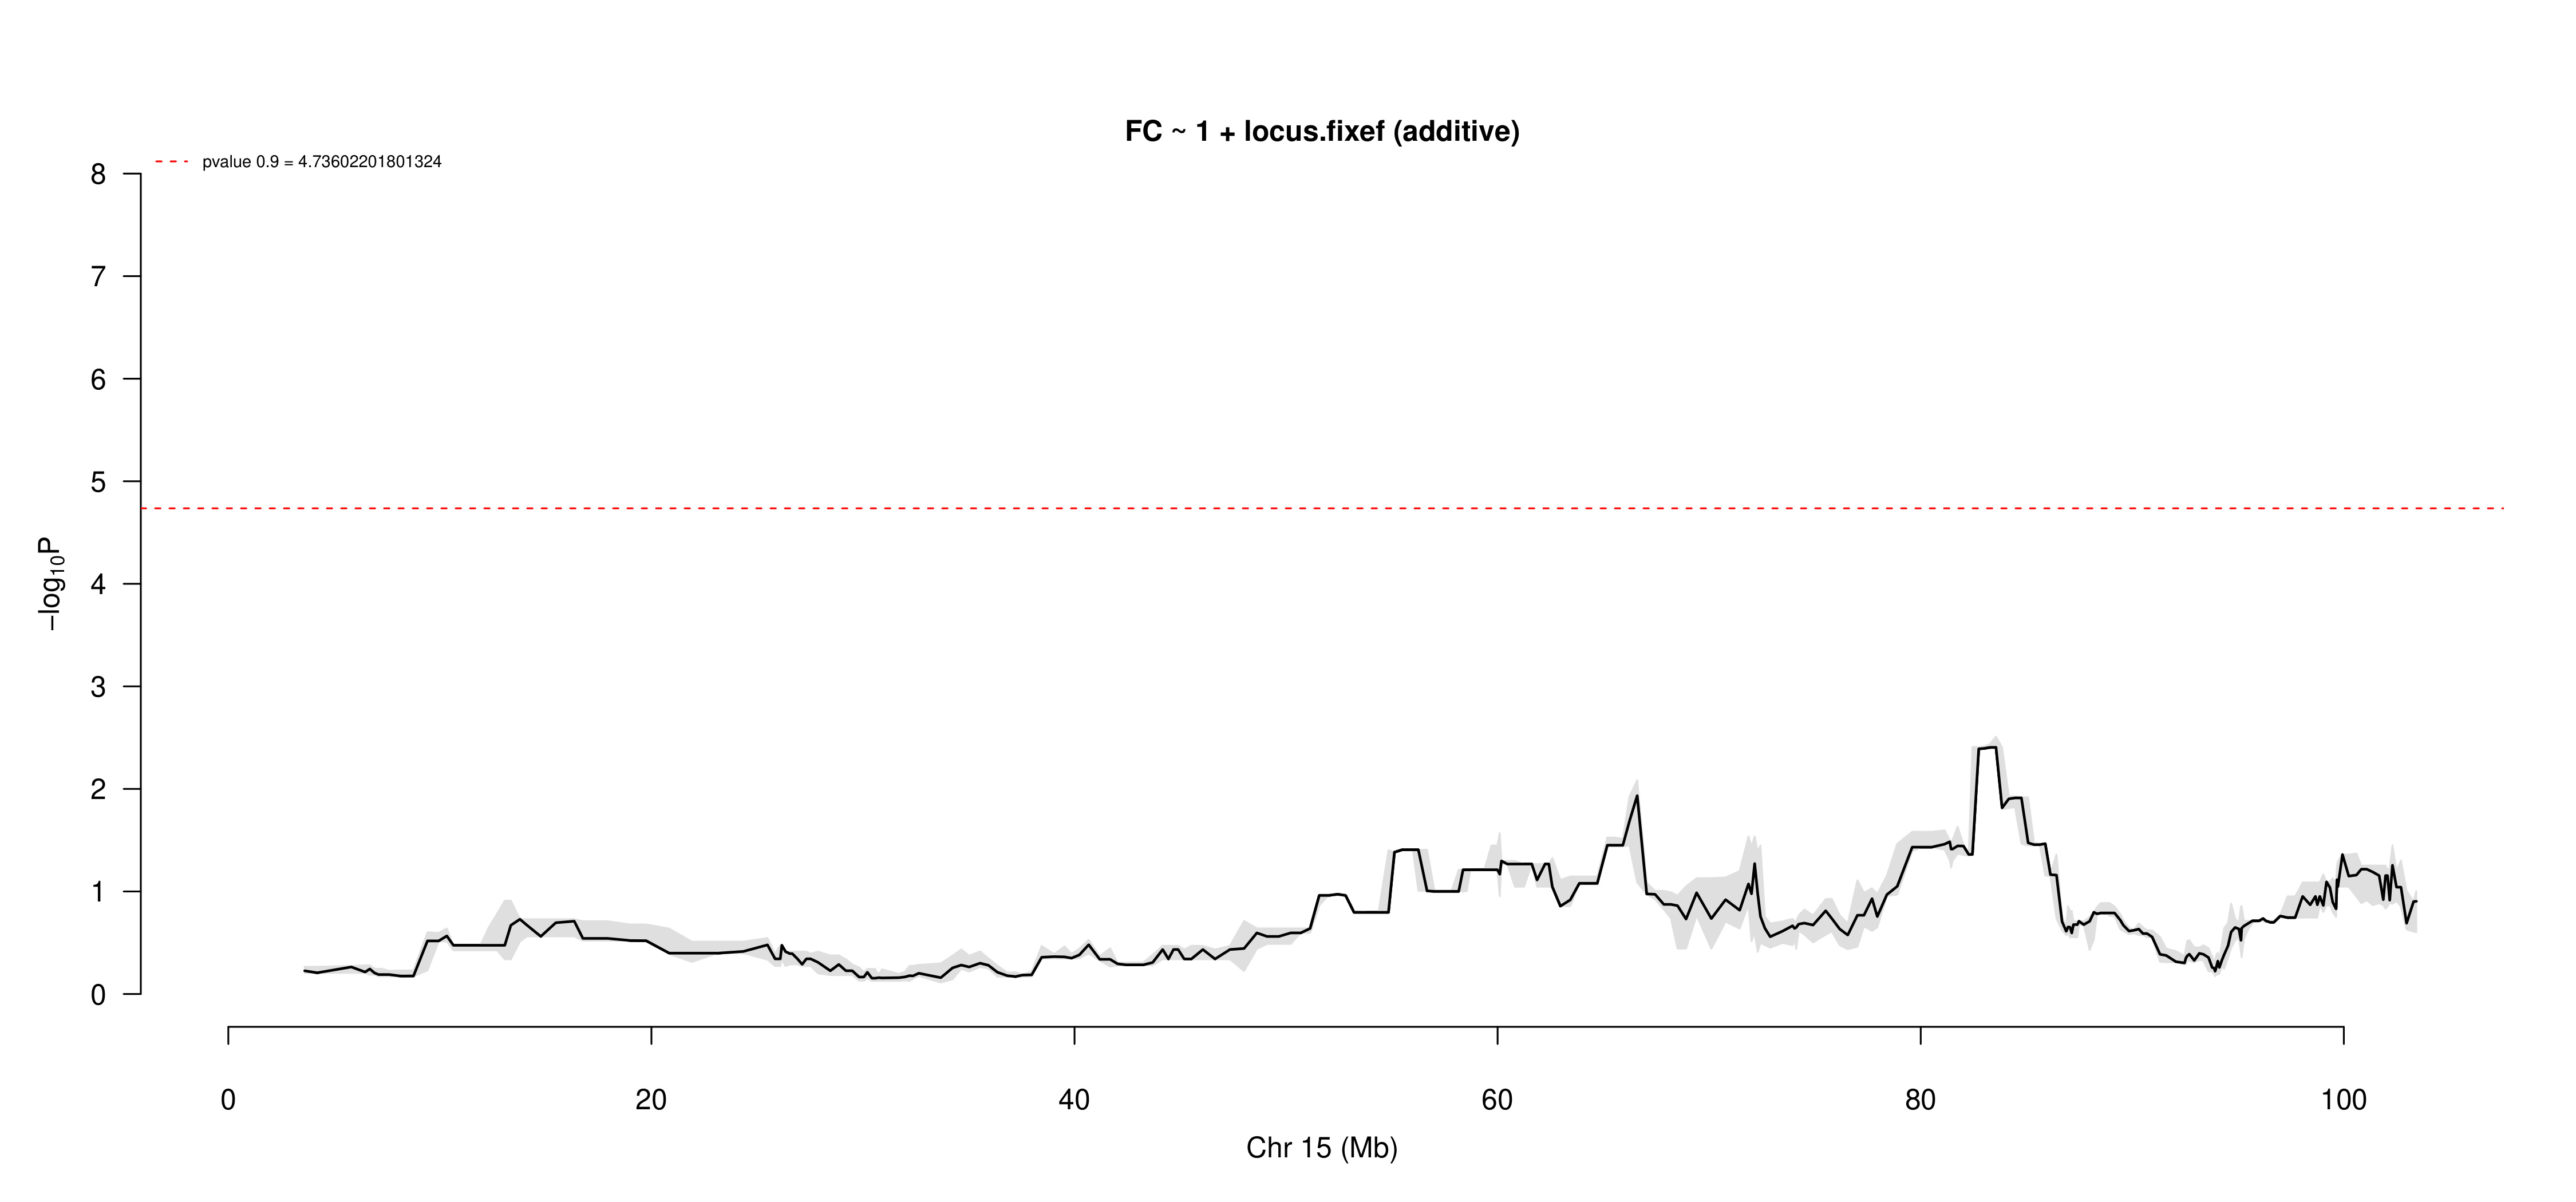 FC ~ 1 + locus.fixef (additive)
pvalue 0.9 = 4.73602201801324
8
7
6
5
4
3
2
1
0
−log10P
0 20 40 60 80 100
Chr 15 (Mb)